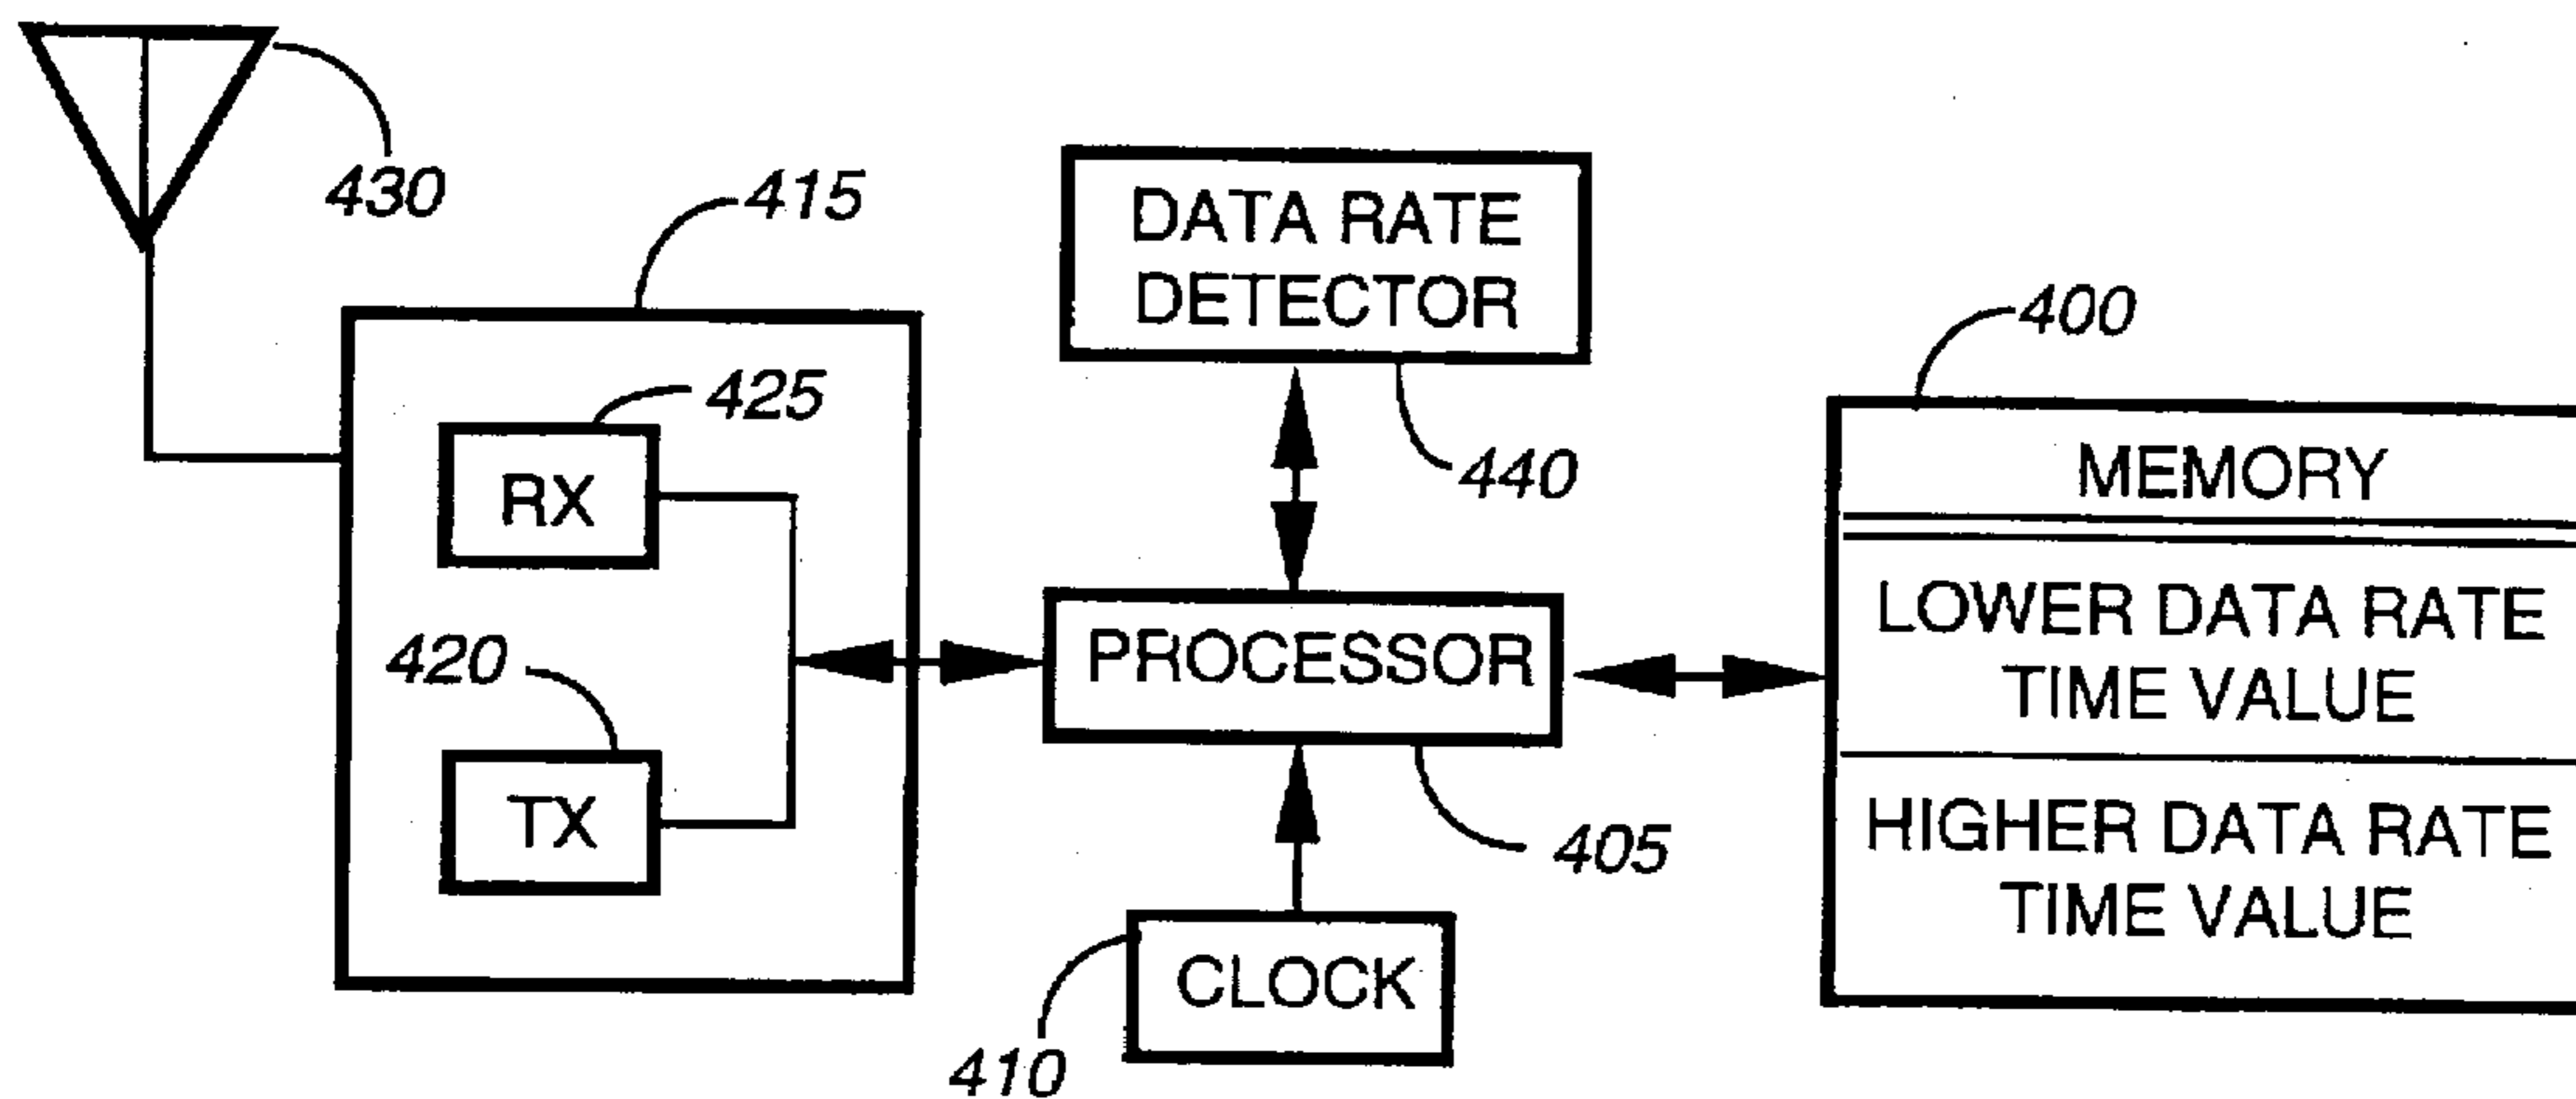 430
415
425
RX
420
TX
DATA RATE
DETECTOR
440
PROCESSOR
405
CLOCK
410
400
MEMORY
LOWER DATA RATE
TIME VALUE
HIGHER DATA RATE
TIME VALUE